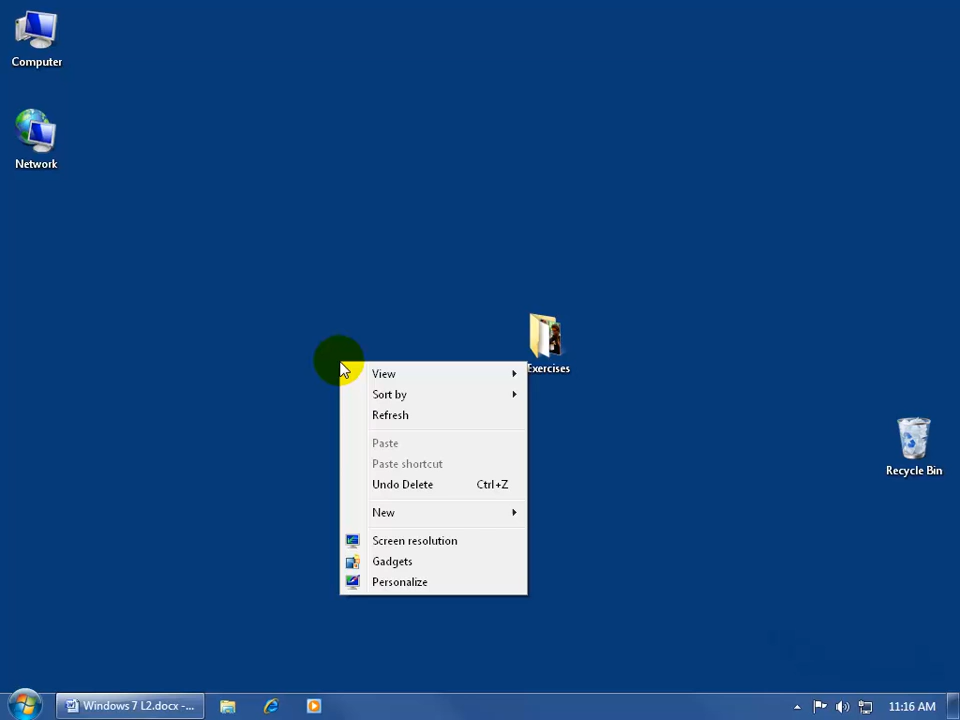 Computer
Network
Exercises
View
Sort by
Refresh
Paste
Paste shortcut
Undo Delete Ctrl+Z
New
Screen resolution
Gadgets
Personalize
Recycle Bin
Windows 7 L2.docx -...
11:16 AM